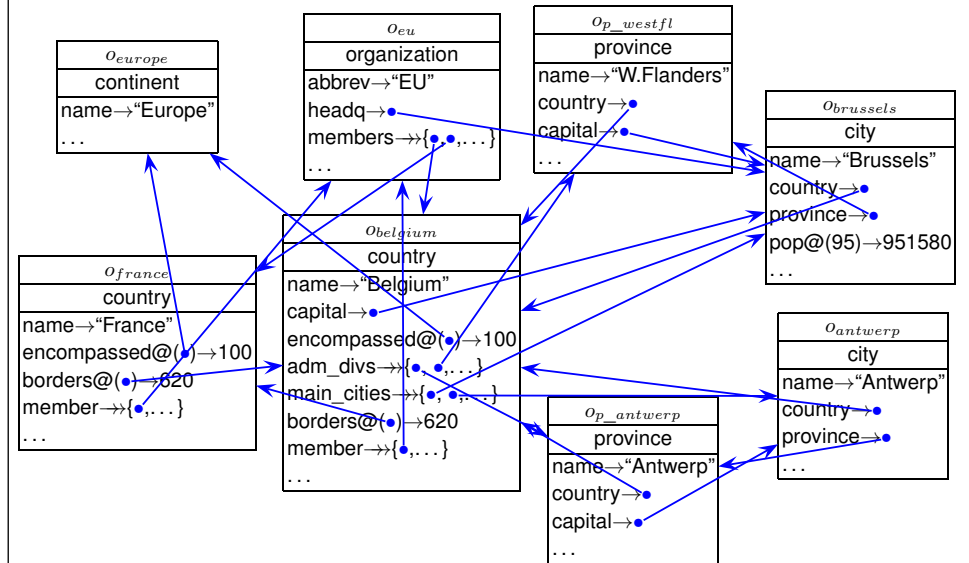 o_europe
continent
name→“Europe”
...
o_eu
organization
abbrev→“EU”
headq→•
members↠{•,•,...}
...
o_p_westfl
province
name→“W.Flanders”
country→•
capital→•
...
o_brussels
city
name→“Brussels”
country→•
province→•
pop@(95)→951580
...
o_france
country
name→“France”
encompassed@(•)→100
borders@(•)→620
member↠{•,...}
...
o_belgium
country
name→“Belgium”
capital→•
encompassed@(•)→100
adm_divs↠{•,•,...}
main_cities↠{•,•,...}
borders@(•)→620
member↠{•,...}
...
o_p_antwerp
province
name→“Antwerp”
country→•
capital→•
...
o_antwerp
city
name→“Antwerp”
country→•
province→•
...